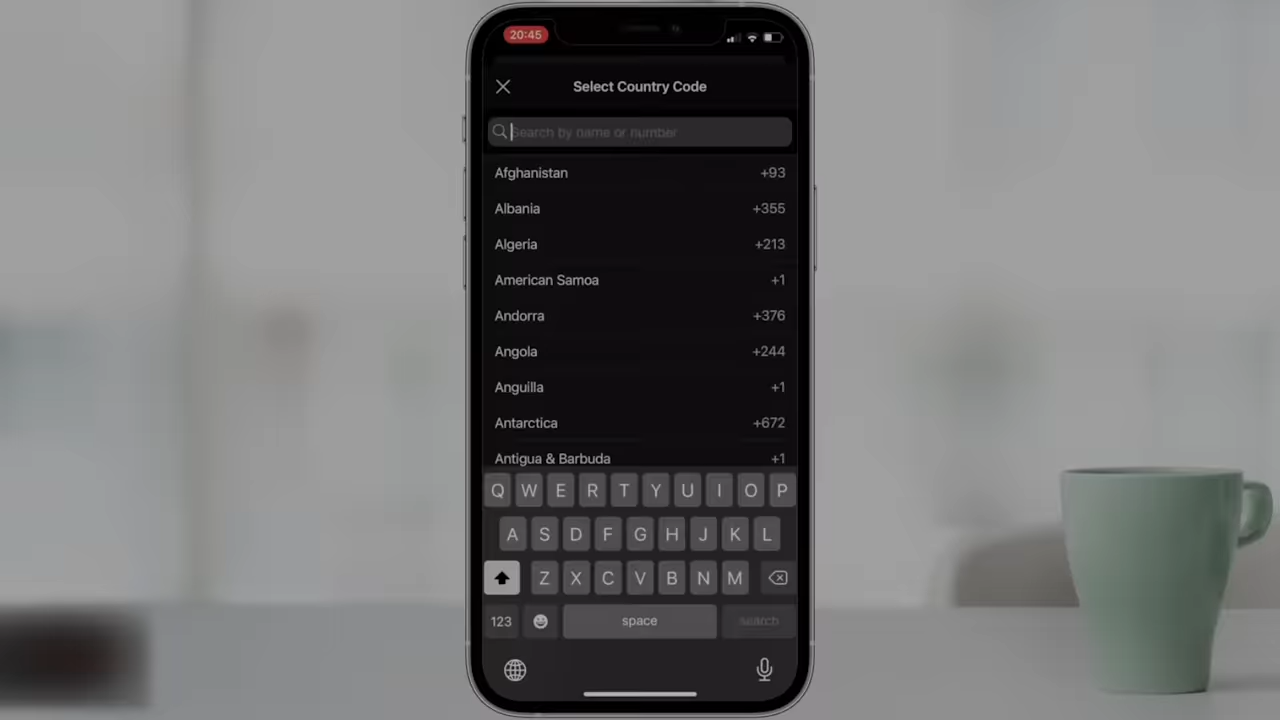 20:45
Select Country Code
Search by name or number
Afghanistan +93
Albania +355
Algeria +213
American Samoa +1
Andorra +376
Angola +244
Anguilla +1
Antarctica +672
Antigua & Barbuda +1
Q W E R T Y U I O P
A S D F G H J K L
Z X C V B N M
123 space search